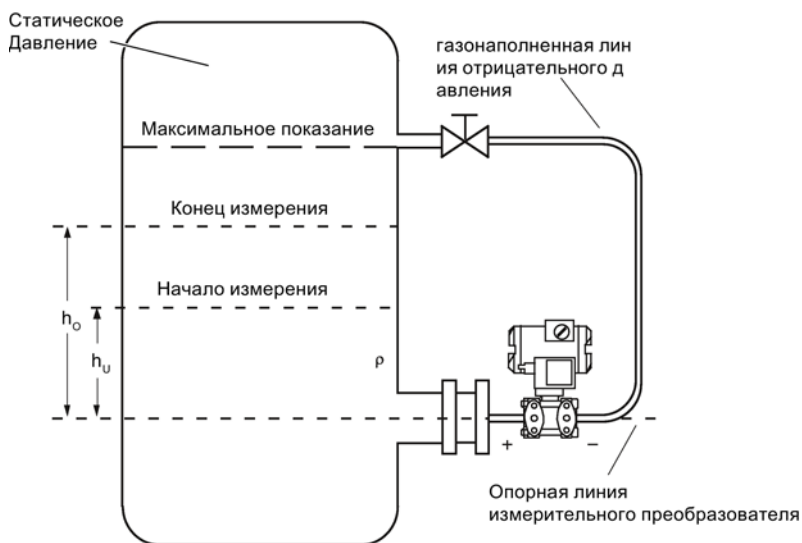 Статическое
Давление
газонаполненная лин
ия отрицательного д
авления
Максимальное показание
Конец измерения
Начало измерения
hO
hU
ρ
+
−
Опорная линия
измерительного преобразователя